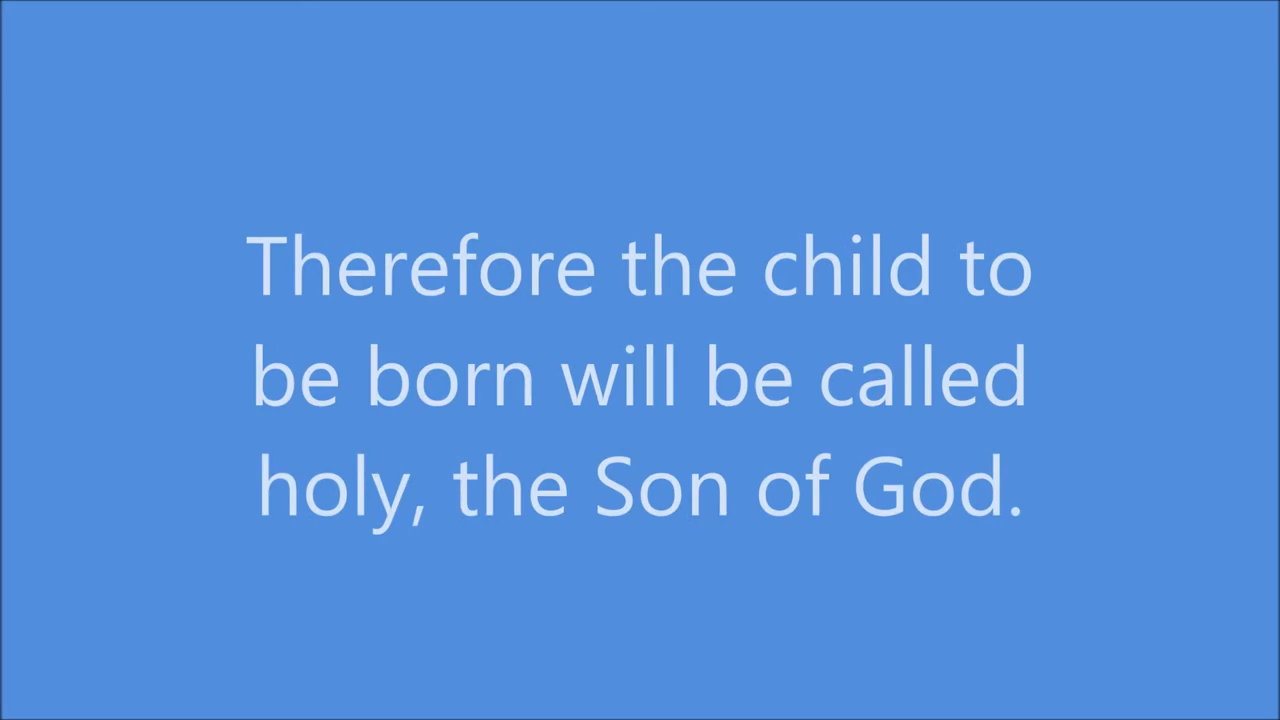 Therefore the child to
be born will be called
holy, the Son of God.